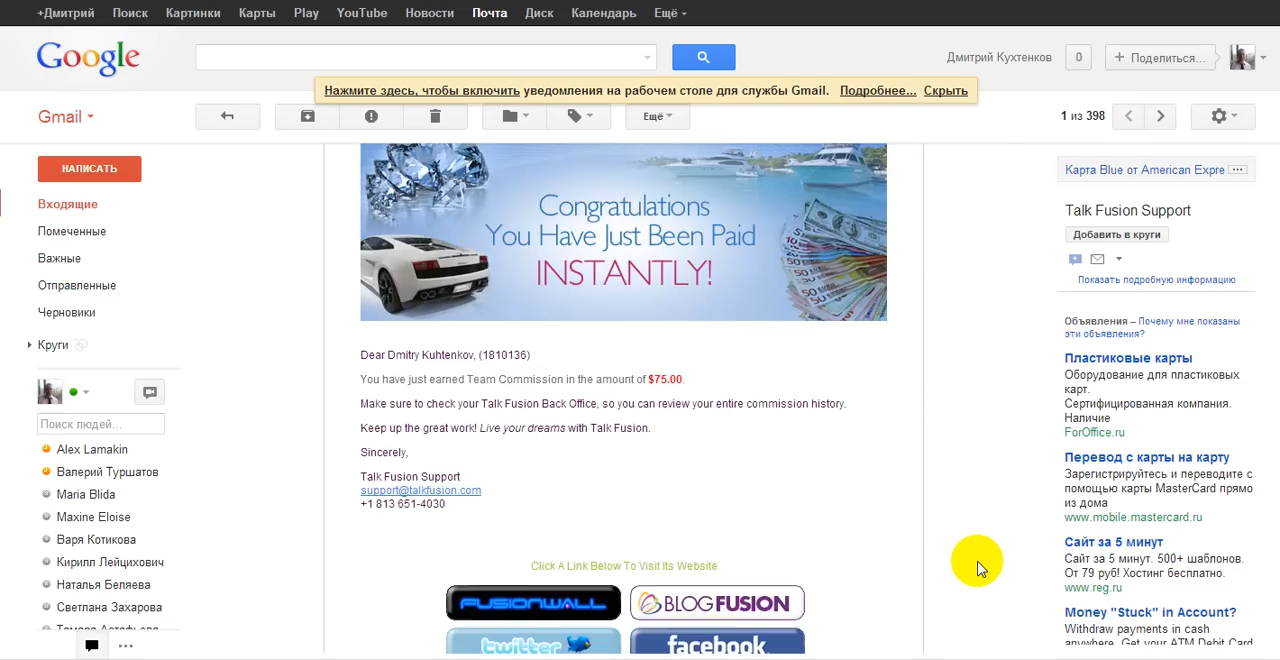 +Дмитрий Поиск Картинки Карты Play YouTube Новости Почта Диск Календарь Ещё
Google
Дмитрий Кухтенков 0 + Поделиться...
Нажмите здесь, чтобы включить уведомления на рабочем столе для службы Gmail. Подробнее... Скрыть
Gmail
Ещё
1 из 398
НАПИСАТЬ
Входящие
Помеченные
Важные
Отправленные
Черновики
Круги
Поиск людей...
Alex Lamakin
Валерий Туршатов
Maria Blida
Maxine Eloise
Варя Котикова
Кирилл Лейцихович
Наталья Беляева
Светлана Захарова
Тамара Астафьева
Congratulations
You Have Just Been Paid
INSTANTLY!
Dear Dmitry Kuhtenkov, (1810136)
You have just earned Team Commission in the amount of $75.00.
Make sure to check your Talk Fusion Back Office, so you can review your entire commission history.
Keep up the great work! Live your dreams with Talk Fusion.
Sincerely,
Talk Fusion Support
support@talkfusion.com
+1 813 651-4030
Click A Link Below To Visit Its Website
FUSIONWALL
BLOGFUSION
twitter
facebook
Карта Blue от American Expre
Talk Fusion Support
Добавить в круги
Показать подробную информацию
Объявления – Почему мне показаны
эти объявления?
Пластиковые карты
Оборудование для пластиковых
карт.
Сертифицированная компания.
Наличие
ForOffice.ru
Перевод с карты на карту
Зарегистрируйтесь и переводите с
помощью карты MasterCard прямо
из дома
www.mobile.mastercard.ru
Сайт за 5 минут
Сайт за 5 минут. 500+ шаблонов.
От 79 руб! Хостинг бесплатно.
www.reg.ru
Money "Stuck" in Account?
Withdraw payments in cash
anywhere. Get your ATM Debit Card